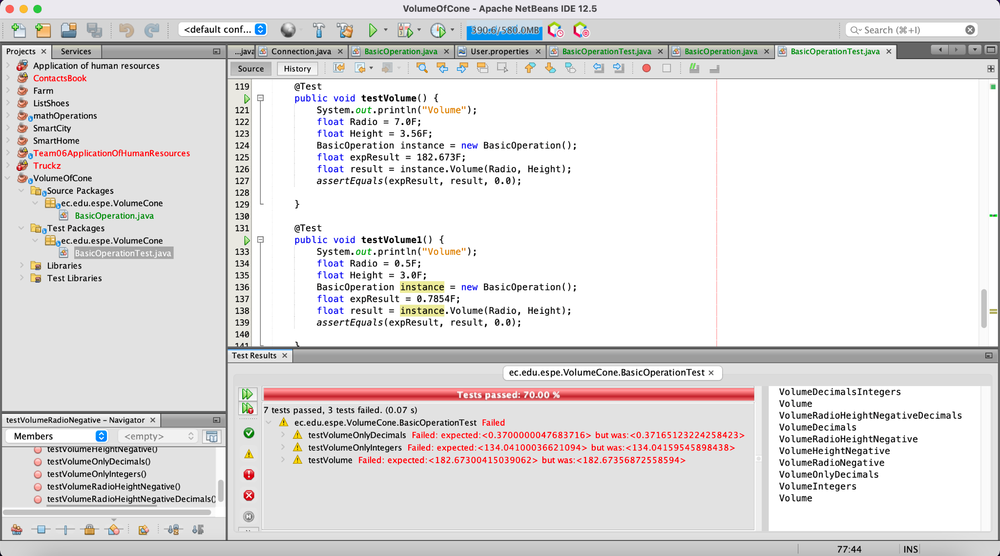 VolumeOfCone - Apache NetBeans IDE 12.5
<default conf...
390.6/580.0MB
Search (⌘+I)
Projects
Services
...java
Connection.java
BasicOperation.java
User.properties
BasicOperationTest.java
BasicOperation.java
BasicOperationTest.java
Source
History
Application of human resources
ContactsBook
Farm
ListShoes
mathOperations
SmartCity
SmartHome
Team06ApplicationOfHumanResources
Truckz
VolumeOfCone
Source Packages
ec.edu.espe.VolumeCone
BasicOperation.java
Test Packages
ec.edu.espe.VolumeCone
BasicOperationTest.java
Libraries
Test Libraries
119 @Test
public void testVolume() {
121 System.out.println("Volume");
122 float Radio = 7.0F;
123 float Height = 3.56F;
124 BasicOperation instance = new BasicOperation();
125 float expResult = 182.673F;
126 float result = instance.Volume(Radio, Height);
127 assertEquals(expResult, result, 0.0);
128
129 }
130
131 @Test
public void testVolume1() {
133 System.out.println("Volume");
134 float Radio = 0.5F;
135 float Height = 3.0F;
136 BasicOperation instance = new BasicOperation();
137 float expResult = 0.7854F;
138 float result = instance.Volume(Radio, Height);
139 assertEquals(expResult, result, 0.0);
140
141 }
testVolumeRadioNegative - Navigator
Members
<empty>
testVolumeHeightNegative()
testVolumeOnlyDecimals()
testVolumeOnlyIntegers()
testVolumeRadioHeightNegative()
testVolumeRadioHeightNegativeDecimals()
Test Results
ec.edu.espe.VolumeCone.BasicOperationTest
Tests passed: 70.00 %
7 tests passed, 3 tests failed. (0.07 s)
ec.edu.espe.VolumeCone.BasicOperationTest Failed
testVolumeOnlyDecimals Failed: expected:<0.3700000047683716> but was:<0.37165123224258423>
testVolumeOnlyIntegers Failed: expected:<134.04100036621094> but was:<134.04159545898438>
testVolume Failed: expected:<182.67300415039062> but was:<182.67356872558594>
VolumeDecimalsIntegers
Volume
VolumeRadioHeightNegativeDecimals
VolumeDecimals
VolumeRadioHeightNegative
VolumeHeightNegative
VolumeRadioNegative
VolumeOnlyDecimals
VolumeIntegers
Volume
77:44
INS